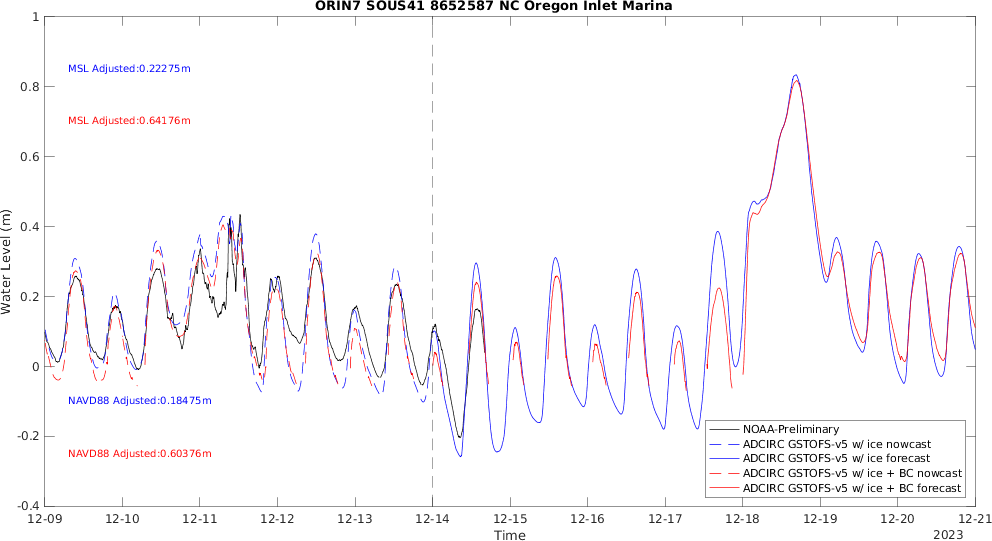 ORIN7 SOUS41 8652587 NC Oregon Inlet Marina
1
0.8
0.6
0.4
0.2
0
-0.2
-0.4
Water Level (m)
MSL Adjusted:0.22275m
MSL Adjusted:0.64176m
NAVD88 Adjusted:0.18475m
NAVD88 Adjusted:0.60376m
NOAA-Preliminary
ADCIRC GSTOFS-v5 w/ ice nowcast
ADCIRC GSTOFS-v5 w/ ice forecast
ADCIRC GSTOFS-v5 w/ ice + BC nowcast
ADCIRC GSTOFS-v5 w/ ice + BC forecast
12-09 12-10 12-11 12-12 12-13 12-14 12-15 12-16 12-17 12-18 12-19 12-20 12-21
Time
2023